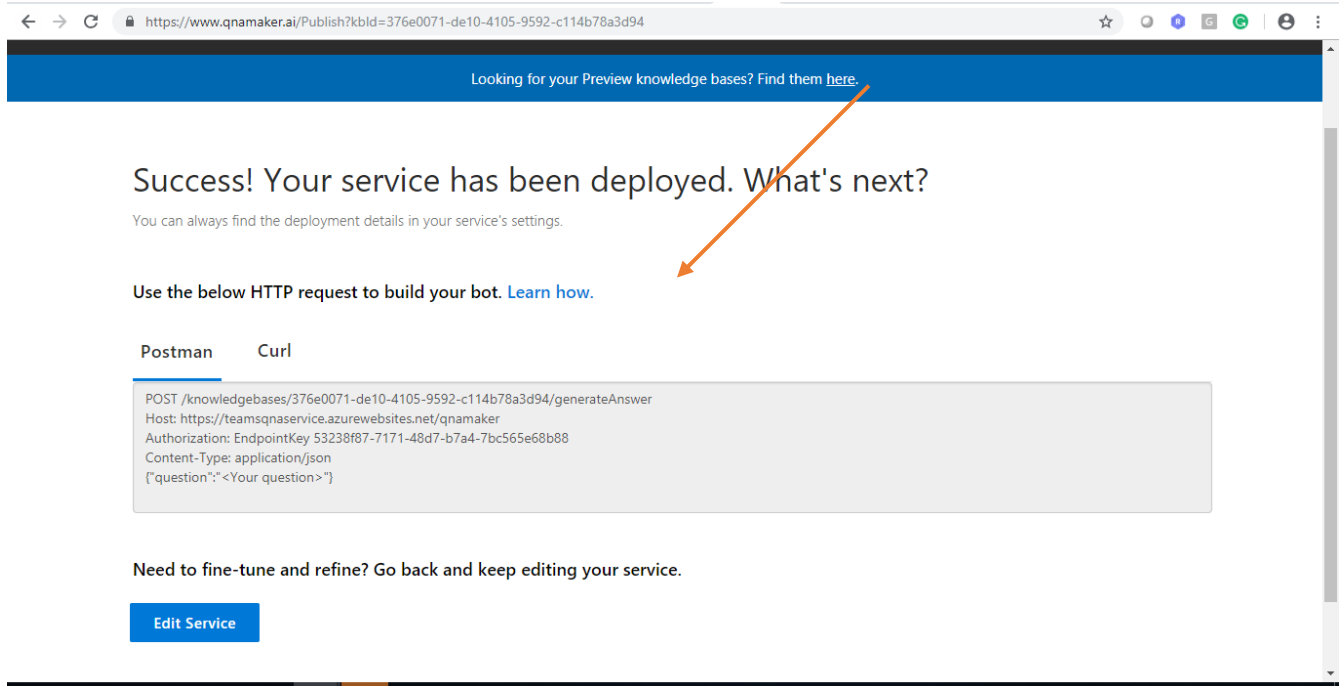 https://www.qnamaker.ai/Publish?kbId=376e0071-de10-4105-9592-c114b78a3d94
Looking for your Preview knowledge bases? Find them here.
Success! Your service has been deployed. What's next?
You can always find the deployment details in your service's settings.
Use the below HTTP request to build your bot. Learn how.
Postman Curl
POST /knowledgebases/376e0071-de10-4105-9592-c114b78a3d94/generateAnswer
Host: https://teamsqnaservice.azurewebsites.net/qnamaker
Authorization: EndpointKey 53238f87-7171-48d7-b7a4-7bc565e68b88
Content-Type: application/json
{"question":"<Your question>"}
Need to fine-tune and refine? Go back and keep editing your service.
Edit Service